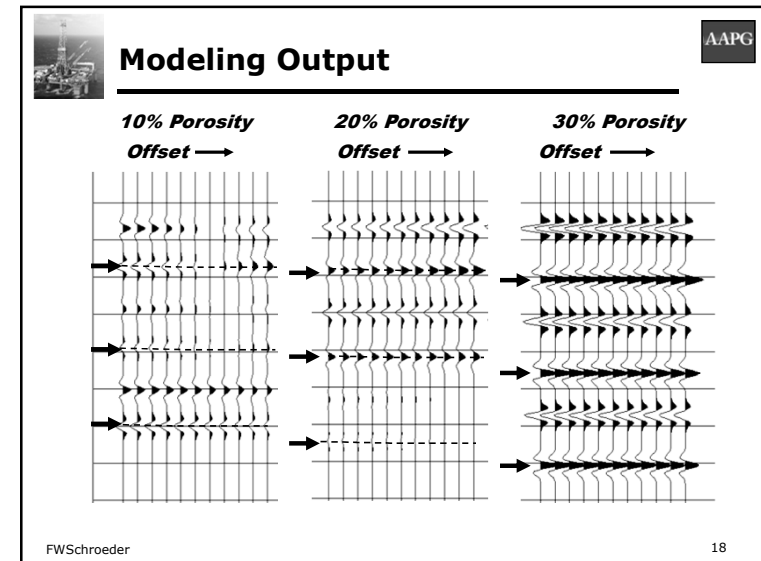 Modeling Output
AAPG
10% Porosity
Offset
20% Porosity
Offset
30% Porosity
Offset
FWSchroeder
18